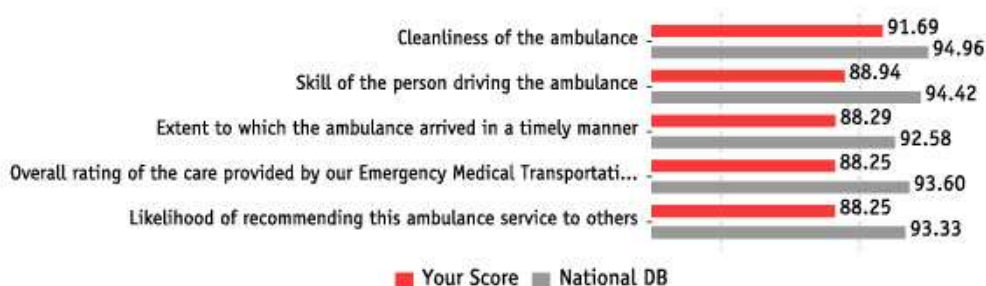 Cleanliness of the ambulance
91.69
94.96
Skill of the person driving the ambulance
88.94
94.42
Extent to which the ambulance arrived in a timely manner
88.29
92.58
Overall rating of the care provided by our Emergency Medical Transportati...
88.25
93.60
Likelihood of recommending this ambulance service to others
88.25
93.33
Your Score
National DB